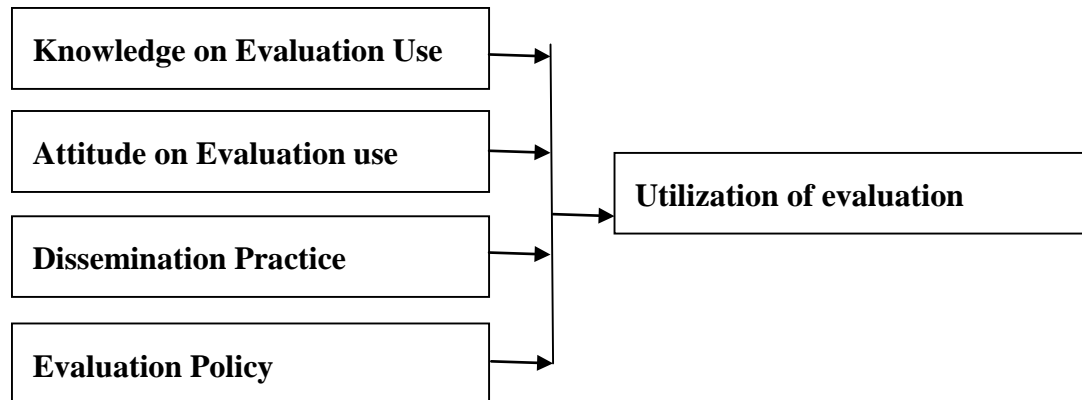 Knowledge on Evaluation Use
Attitude on Evaluation use
Dissemination Practice
Evaluation Policy
Utilization of evaluation